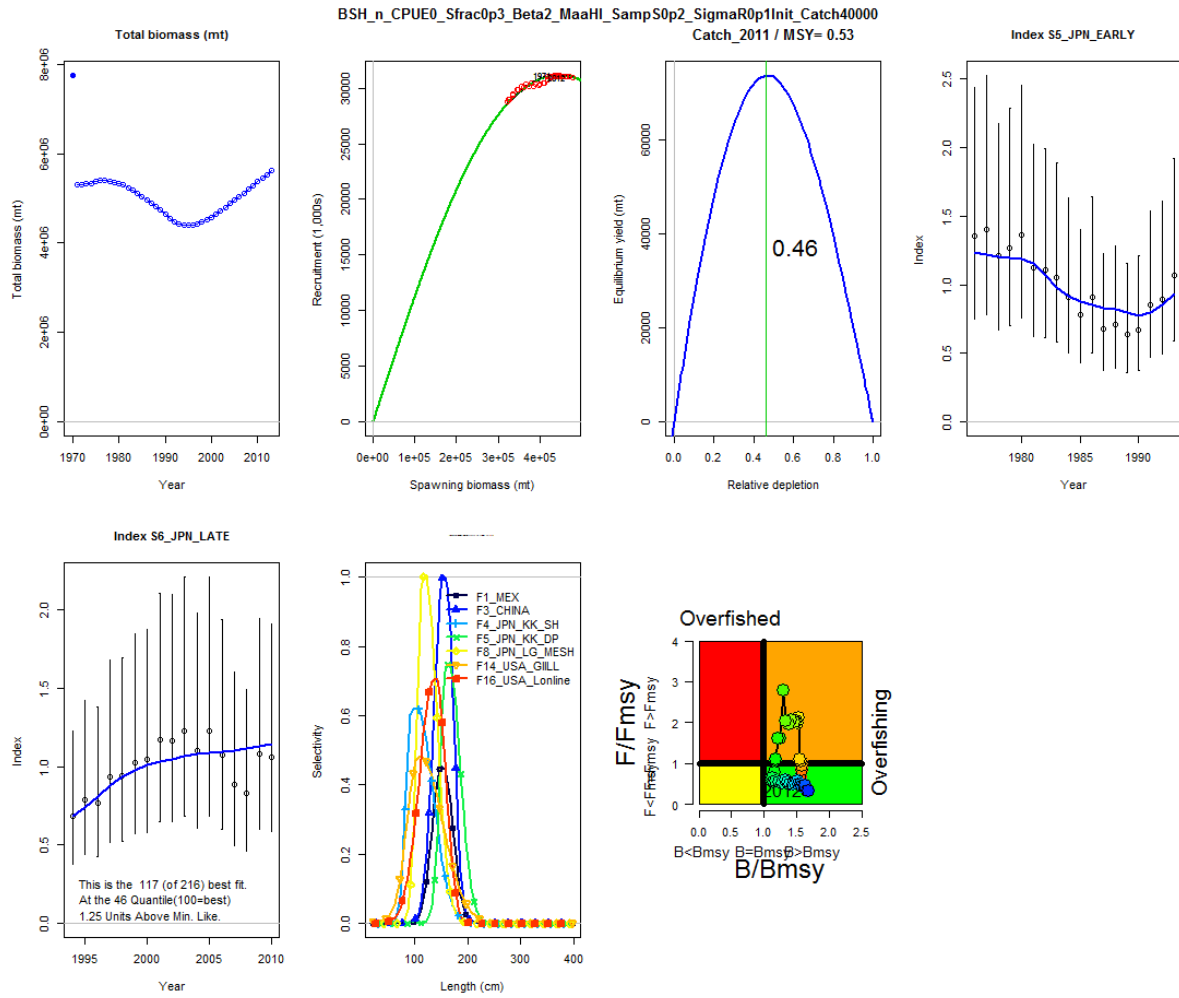 BSH_n_CPUE0_Sfrac0p3_Beta2_MaaHI_SampS0p2_SigmaR0p1Init_Catch40000
Total biomass (mt)
Total biomass (mt)
8e+06
6e+06
4e+06
2e+06
0e+00
1970 1980 1990 2000 2010
Year
Recruitment (1,000s)
30000
25000
20000
15000
10000
5000
0
0e+00 1e+05 2e+05 3e+05 4e+05
Spawning biomass (mt)
Catch_2011 / MSY= 0.53
Equilibrium yield (mt)
60000
40000
20000
0
0.46
0.0 0.2 0.4 0.6 0.8 1.0
Relative depletion
Index S5_JPN_EARLY
Index
2.5
2.0
1.5
1.0
0.5
0.0
1980 1985 1990
Year
Index S6_JPN_LATE
Index
2.0
1.5
1.0
0.5
0.0
This is the 117 (of 216) best fit.
At the 46 Quantile(100=best)
1.25 Units Above Min. Like.
1995 2000 2005 2010
Year
Selectivity
1.0
0.8
0.6
0.4
0.2
0.0
F1_MEX
F3_CHINA
F4_JPN_KK_SH
F5_JPN_KK_DP
F8_JPN_LG_MESH
F14_USA_GIILL
F16_USA_Lonline
100 200 300 400
Length (cm)
Overfished
Overfishing
F/Fmsy
F>Fmsy
4
3
2
1
0
2012
0.0 0.5 1.0 1.5 2.0 2.5
B<Bmsy B=Bmsy B>Bmsy
B/Bmsy